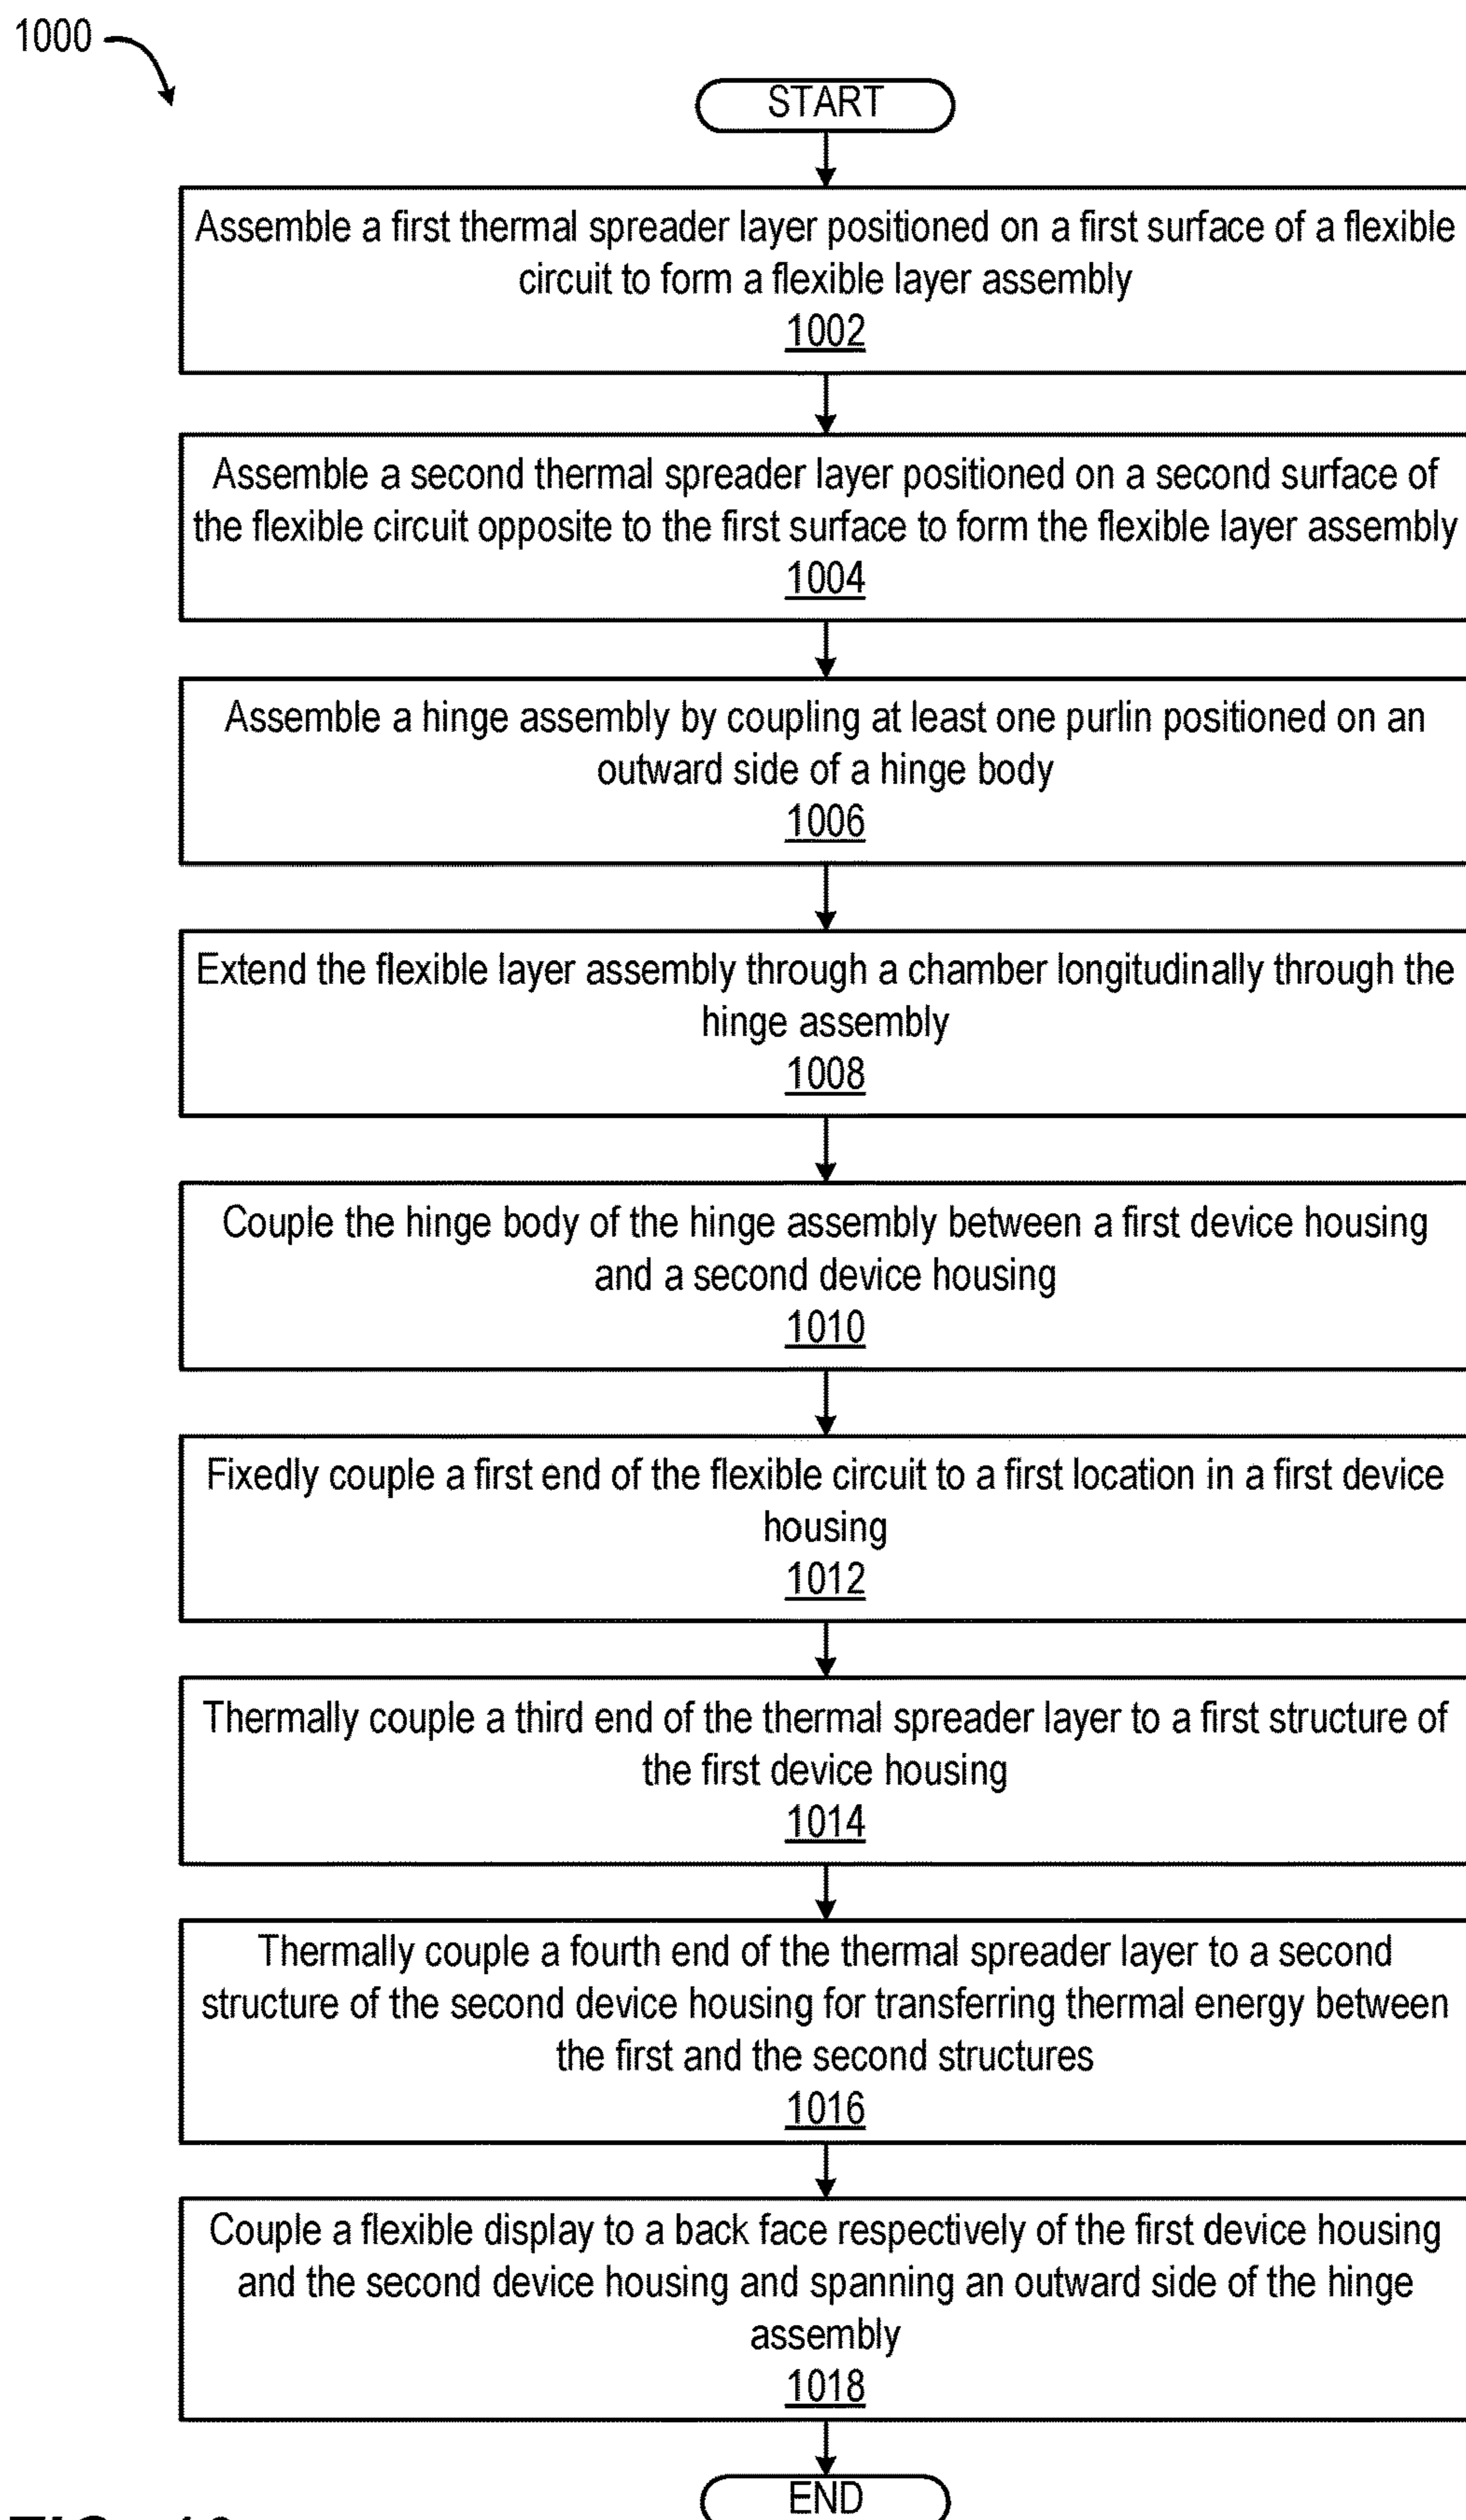 1000
START
Assemble a first thermal spreader layer positioned on a first surface of a flexible
circuit to form a flexible layer assembly
1002
Assemble a second thermal spreader layer positioned on a second surface of
the flexible circuit opposite to the first surface to form the flexible layer assembly
1004
Assemble a hinge assembly by coupling at least one purlin positioned on an
outward side of a hinge body
1006
Extend the flexible layer assembly through a chamber longitudinally through the
hinge assembly
1008
Couple the hinge body of the hinge assembly between a first device housing
and a second device housing
1010
Fixedly couple a first end of the flexible circuit to a first location in a first device
housing
1012
Thermally couple a third end of the thermal spreader layer to a first structure of
the first device housing
1014
Thermally couple a fourth end of the thermal spreader layer to a second
structure of the second device housing for transferring thermal energy between
the first and the second structures
1016
Couple a flexible display to a back face respectively of the first device housing
and the second device housing and spanning an outward side of the hinge
assembly
1018
END